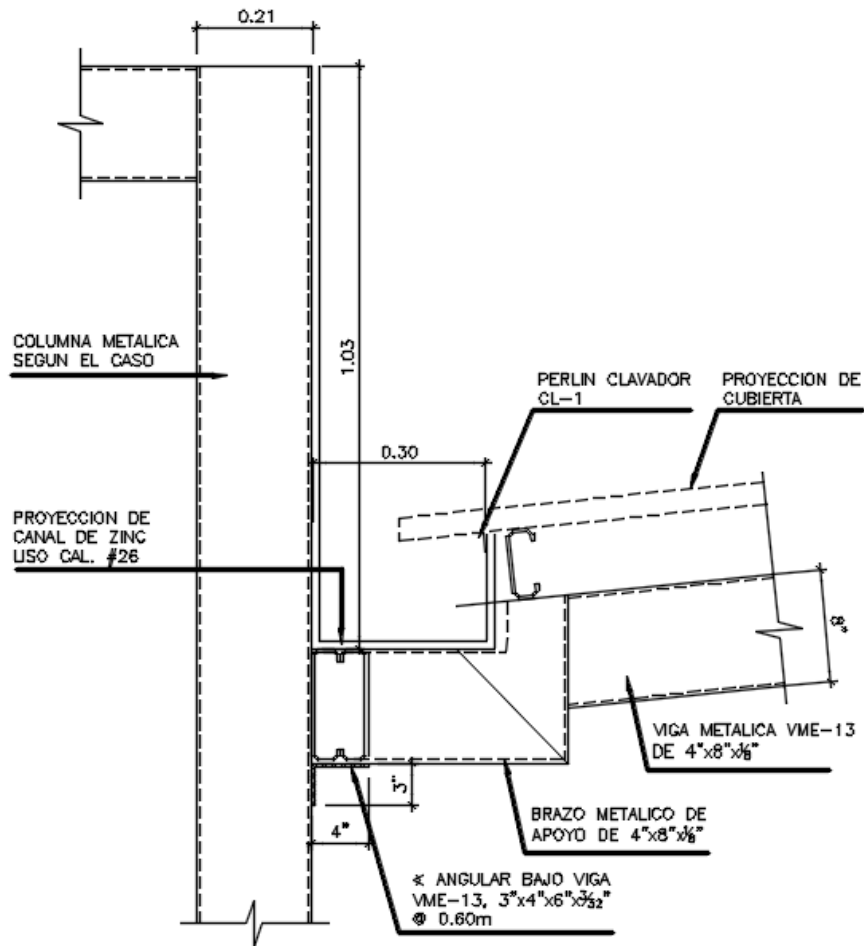 0.21
COLUMNA METALICA
SEGUN EL CASO
1.03
PERLIN CLAVADOR
CL-1
PROYECCION DE
CUBIERTA
0.30
PROYECCION DE
CANAL DE ZINC
LISO CAL. #26
8"
VIGA METALICA VME-13
DE 4"x8"x1/8"
3"
4"
BRAZO METALICO DE
APOYO DE 4"x8"x1/8"
∢ ANGULAR BAJO VIGA
VME-13, 3"x4"x6"x3/32"
@ 0.60m